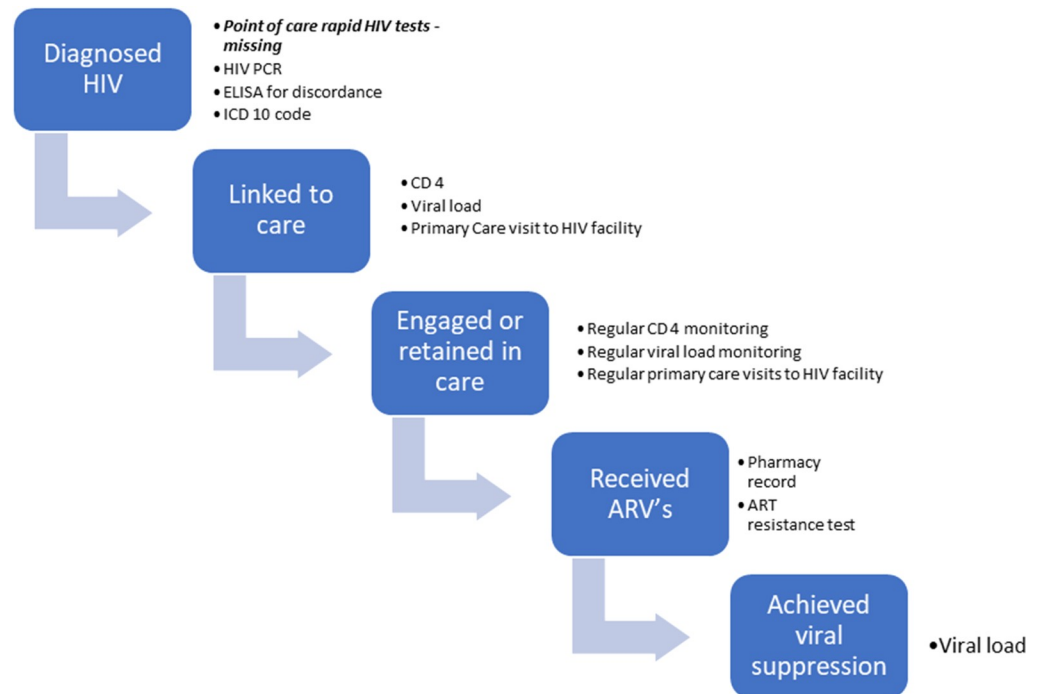 Diagnosed
HIV
• Point of care rapid HIV tests -
missing
• HIV PCR
• ELISA for discordance
• ICD 10 code
Linked to
care
• CD 4
• Viral load
• Primary Care visit to HIV facility
Engaged or
retained in
care
• Regular CD4 monitoring
• Regular viral load monitoring
• Regular primary care visits to HIV facility
Received
ARV's
• Pharmacy
record
• ART
resistance test
Achieved
viral
suppression
•Viral load